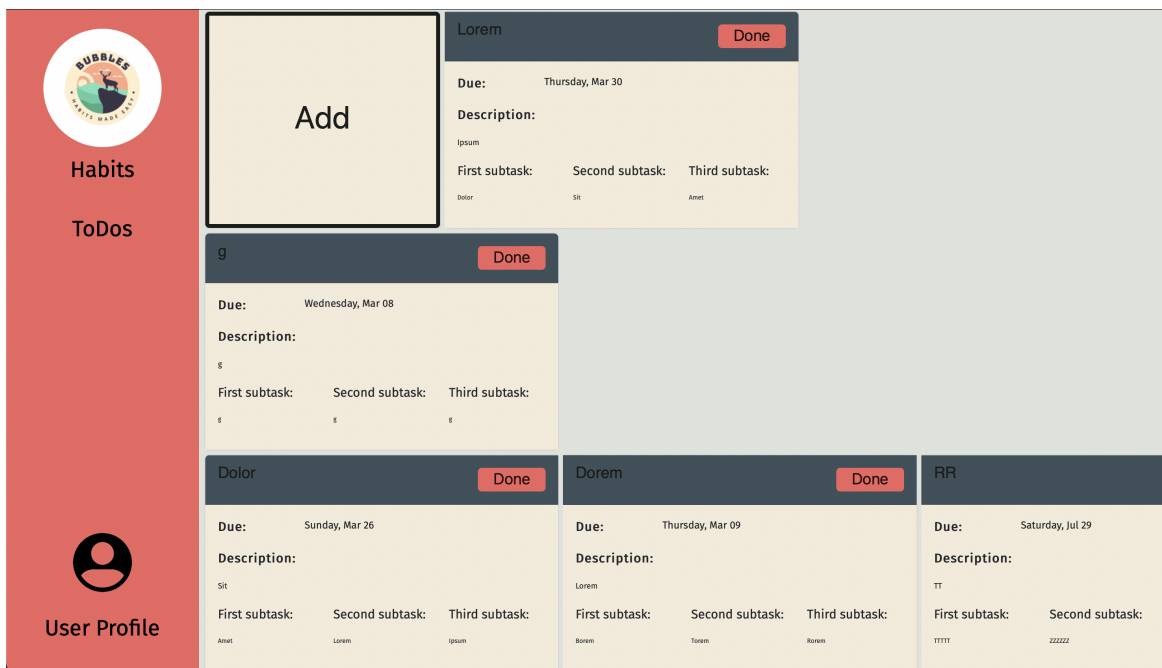 BUBBLES
• HABITS MADE EASY •
Habits
ToDos
User Profile
Add
Lorem
Done
Due: Thursday, Mar 30
Description:
Ipsum
First subtask: Second subtask: Third subtask:
Dolor Sit Amet
g
Done
Due: Wednesday, Mar 08
Description:
g
First subtask: Second subtask: Third subtask:
g g g
Dolor
Done
Due: Sunday, Mar 26
Description:
Sit
First subtask: Second subtask: Third subtask:
Amet Lorem Ipsum
Dorem
Done
Due: Thursday, Mar 09
Description:
Lorem
First subtask: Second subtask: Third subtask:
Borem Torem Rorem
RR
Due: Saturday, Jul 29
Description:
TT
First subtask: Second subtask:
TTTTT ZZZZZZ